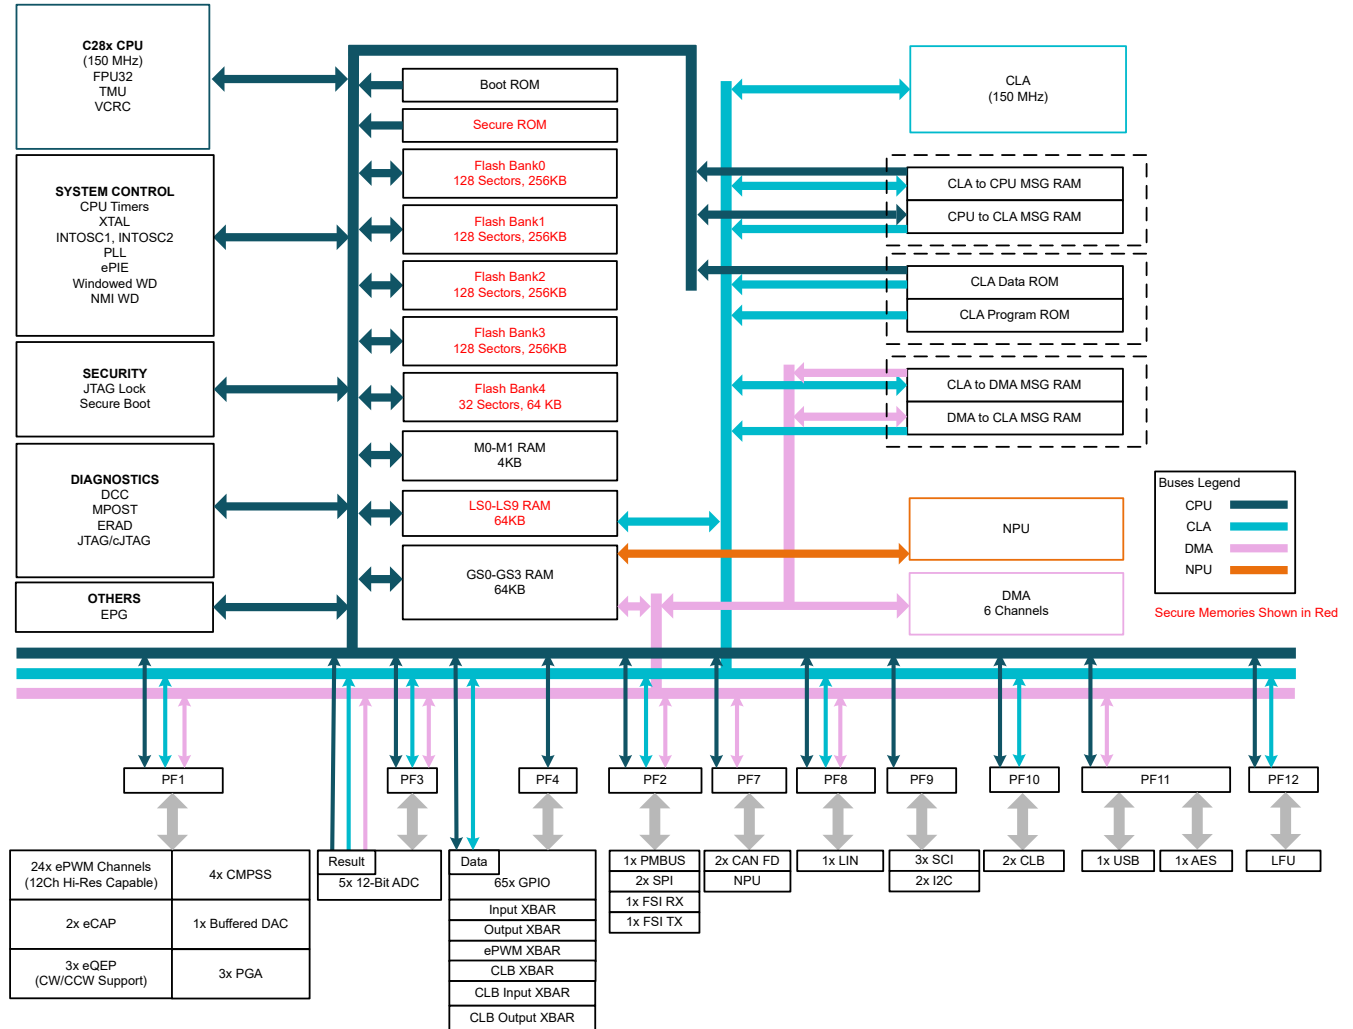 C28x CPU
(150 MHz)
FPU32
TMU
VCRC
SYSTEM CONTROL
CPU Timers
XTAL
INTOSC1, INTOSC2
PLL
ePIE
Windowed WD
NMI WD
SECURITY
JTAG Lock
Secure Boot
DIAGNOSTICS
DCC
MPOST
ERAD
JTAG/cJTAG
OTHERS
EPG
Boot ROM
Secure ROM
Flash Bank0
128 Sectors, 256KB
Flash Bank1
128 Sectors, 256KB
Flash Bank2
128 Sectors, 256KB
Flash Bank3
128 Sectors, 256KB
Flash Bank4
32 Sectors, 64 KB
M0-M1 RAM
4KB
LS0-LS9 RAM
64KB
GS0-GS3 RAM
64KB
CLA
(150 MHz)
CLA to CPU MSG RAM
CPU to CLA MSG RAM
CLA Data ROM
CLA Program ROM
CLA to DMA MSG RAM
DMA to CLA MSG RAM
NPU
DMA
6 Channels
Buses Legend
CPU
CLA
DMA
NPU
Secure Memories Shown in Red
PF1
PF3
PF4
PF2
PF7
PF8
PF9
PF10
PF11
PF12
24x ePWM Channels
(12Ch Hi-Res Capable)
4x CMPSS
2x eCAP
1x Buffered DAC
3x eQEP
(CW/CCW Support)
3x PGA
Result
5x 12-Bit ADC
Data
65x GPIO
Input XBAR
Output XBAR
ePWM XBAR
CLB XBAR
CLB Input XBAR
CLB Output XBAR
1x PMBUS
2x SPI
1x FSI RX
1x FSI TX
2x CAN FD
NPU
1x LIN
3x SCI
2x I2C
2x CLB
1x USB
1x AES
LFU